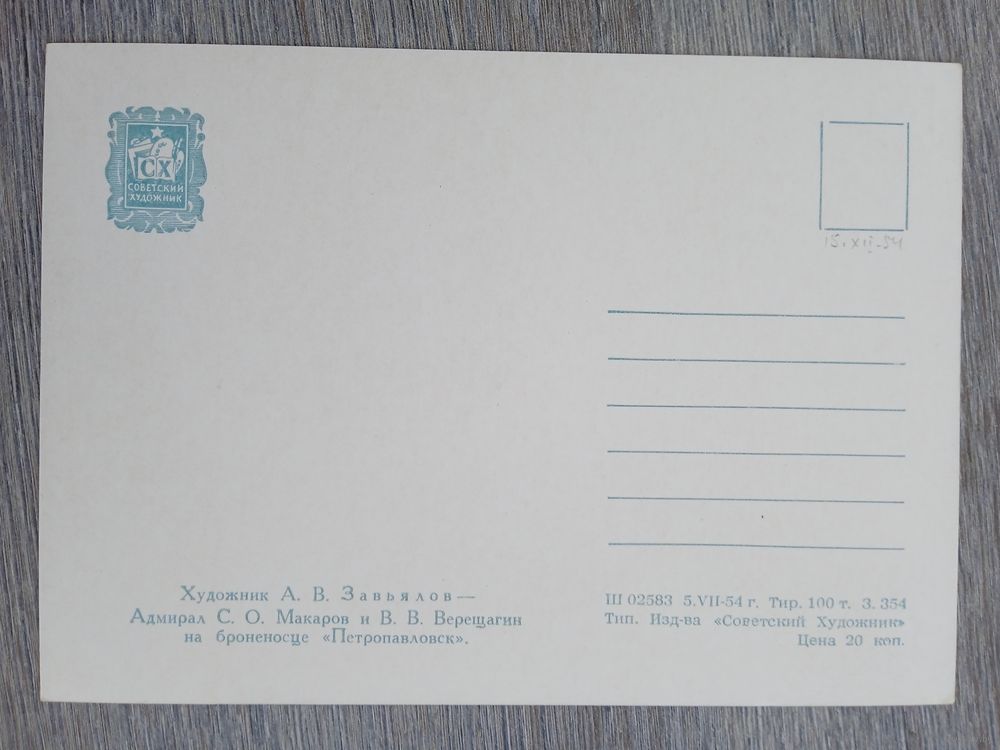 СХ
СОВЕТСКИЙ
ХУДОЖНИК
15.XII-54
Художник А. В. Завьялов—
Адмирал С. О. Макаров и В. В. Верещагин
на броненосце «Петропавловск».
Ш 02583 5.VII-54 г. Тир. 100 т. З. 354
Тип. Изд-ва «Советский Художник»
Цена 20 коп.